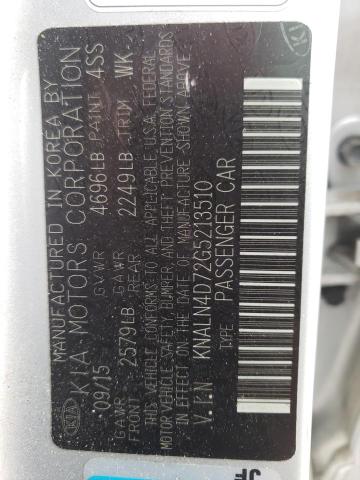 MANUFACTURED IN KOREA BY
KIA MOTORS CORPORATION
09/15 GVWR 4696LB PAINT 4SS
GAWR FRONT 2579LB GAWR REAR 2249LB TRIM WK
THIS VEHICLE CONFORMS TO ALL APPLICABLE U.S.A. FEDERAL
MOTOR VEHICLE SAFETY AND THEFT PREVENTION STANDARDS
IN EFFECT ON THE DATE OF MANUFACTURE SHOWN ABOVE.
V.I.N KNALN4D72G5213510
TYPE PASSENGER CAR
KIA